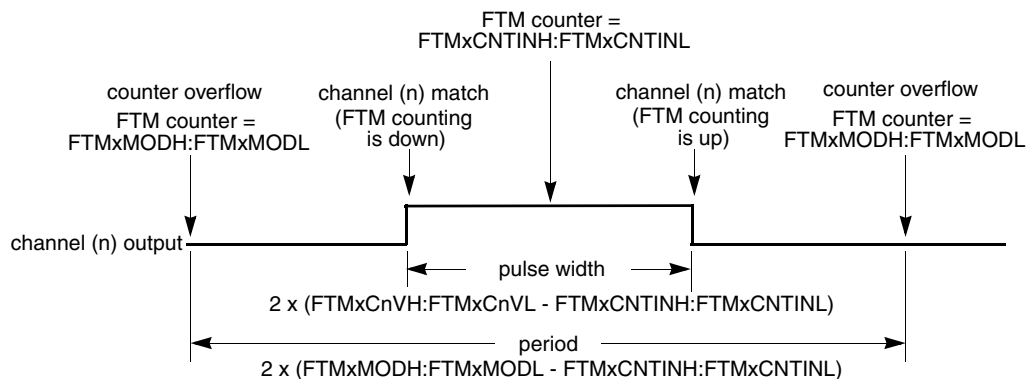 FTM counter =
FTMxCNTINH:FTMxCNTINL
counter overflow
FTM counter =
FTMxMODH:FTMxMODL
channel (n) match
(FTM counting
is down)
channel (n) match
(FTM counting
is up)
counter overflow
FTM counter =
FTMxMODH:FTMxMODL
channel (n) output
pulse width
2 x (FTMxCnVH:FTMxCnVL - FTMxCNTINH:FTMxCNTINL)
period
2 x (FTMxMODH:FTMxMODL - FTMxCNTINH:FTMxCNTINL)